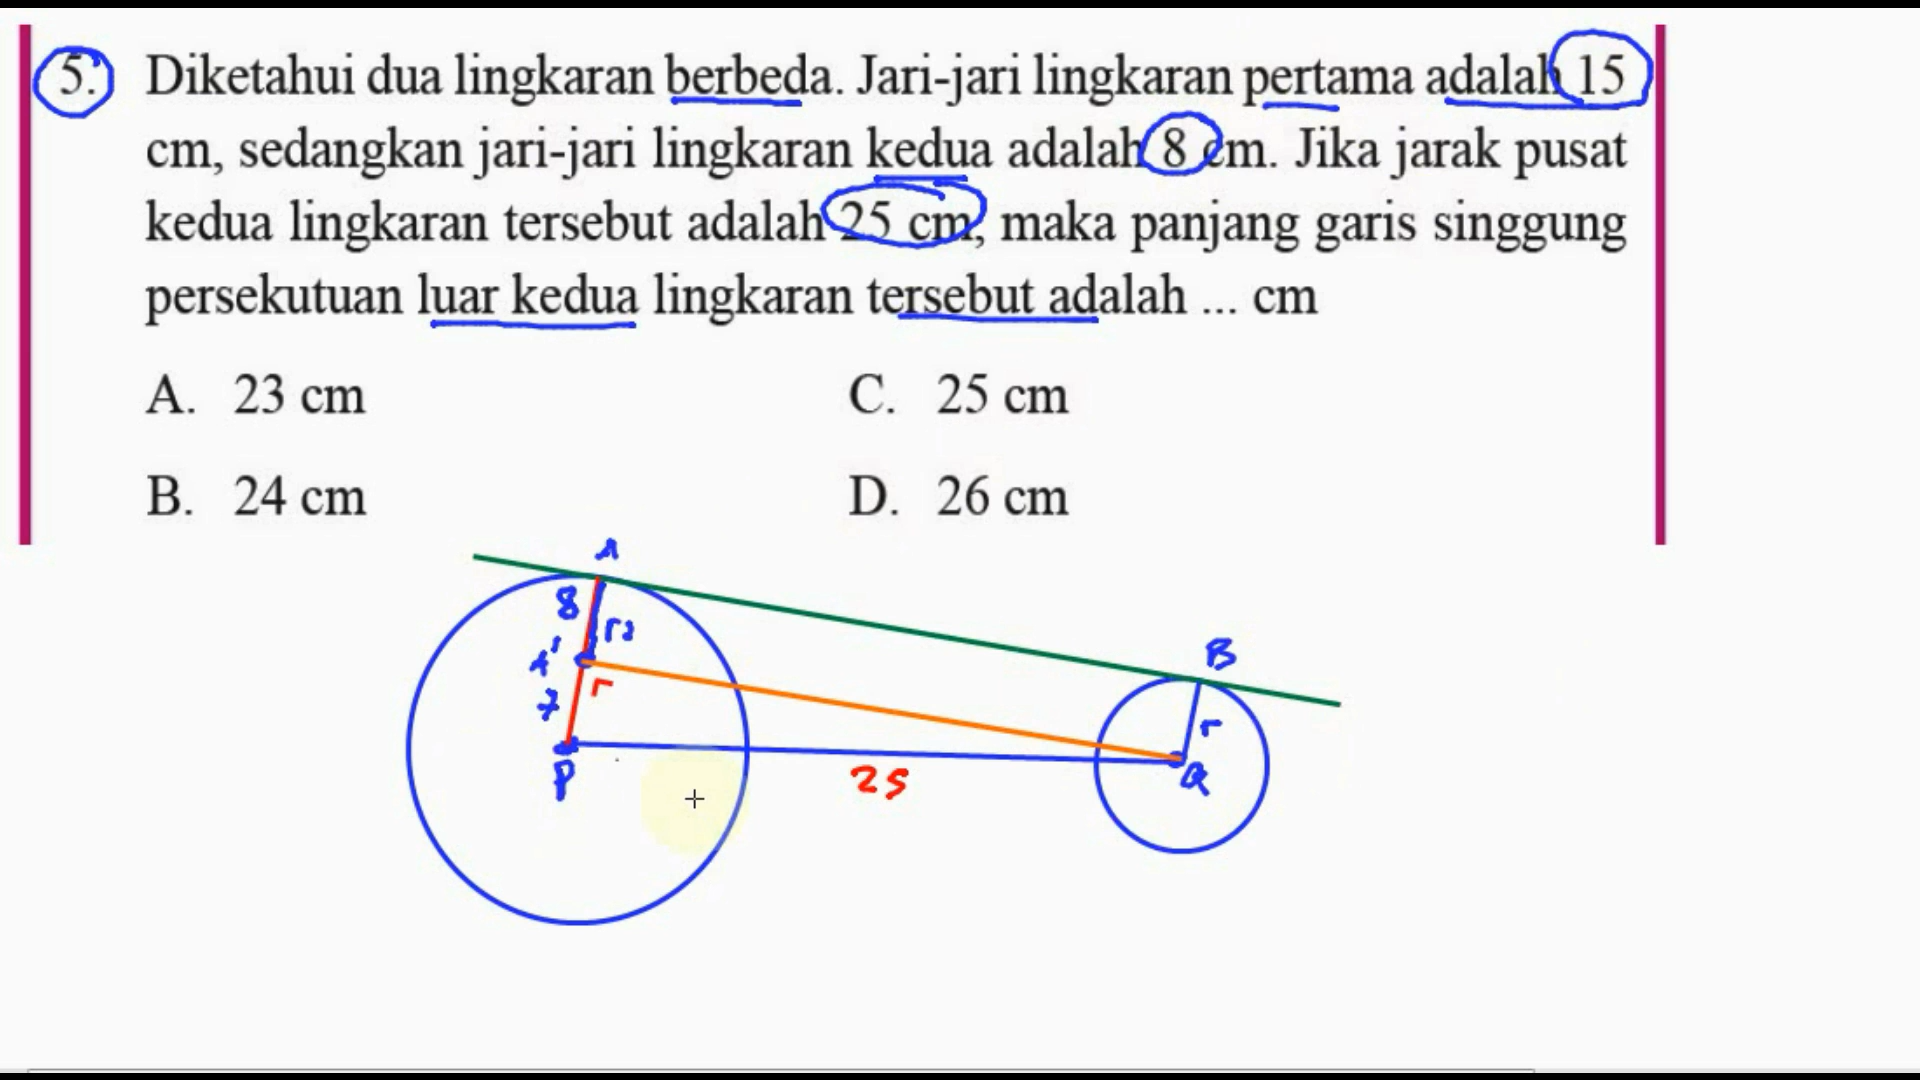 5. Diketahui dua lingkaran berbeda. Jari-jari lingkaran pertama adalah 15
cm, sedangkan jari-jari lingkaran kedua adalah 8 cm. Jika jarak pusat
kedua lingkaran tersebut adalah 25 cm, maka panjang garis singgung
persekutuan luar kedua lingkaran tersebut adalah ... cm
A. 23 cm
C. 25 cm
B. 24 cm
D. 26 cm
A
8
r2
B
A'
r
7
r
P
25
Q